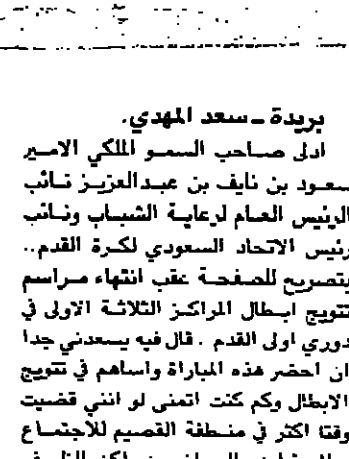 بريدة ـ سعد المهدي.
ادلى صاحب السمو الملكي الامير
سعود بن نايف بن عبدالعزيز نائب
الرئيس العام لرعاية الشباب ونائب
رئيس الاتحاد السعودي لكرة القدم..
بتصريح للصفحة عقب انتهاء مراسم
تتويج ابطال المراكز الثلاثة الاولى في
دوري اولى القدم . قال فيه يسعدني جدا
ان احضر هذه المباراة واساهم في تتويج
الابطال وكم كنت اتمنى لو انني قضيت
وقتا اكثر في منطقة القصيم للاجتماع